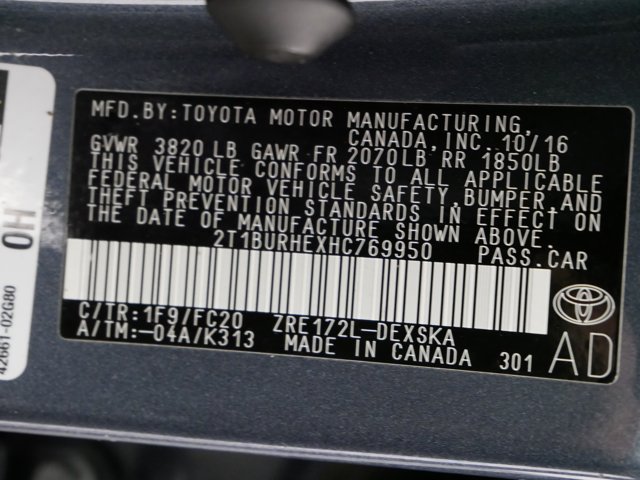 MFD.BY:TOYOTA MOTOR MANUFACTURING,
CANADA,INC. 10/16
GVWR 3820 LB GAWR FR 2070LB RR 1850LB
THIS VEHICLE CONFORMS TO ALL APPLICABLE
FEDERAL MOTOR VEHICLE SAFETY,BUMPER,AND
THEFT PREVENTION STANDARDS IN EFFECT ON
THE DATE OF MANUFACTURE SHOWN ABOVE.
2T1BURHEXHC769950 PASS.CAR
C/TR:1F9/FC20 ZRE172L-DEXSKA
A/TM:-04A/K313 MADE IN CANADA 301
AD
0H
42661-02G80